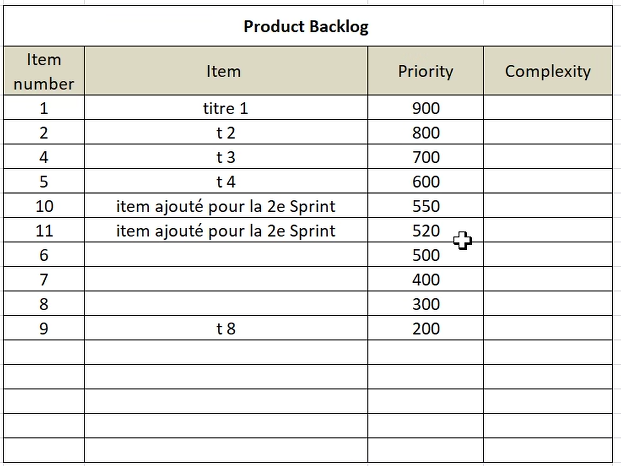 Product Backlog
Item number Item Priority Complexity
1 titre 1 900
2 t 2 800
4 t 3 700
5 t 4 600
10 item ajouté pour la 2e Sprint 550
11 item ajouté pour la 2e Sprint 520
6 500
7 400
8 300
9 t 8 200